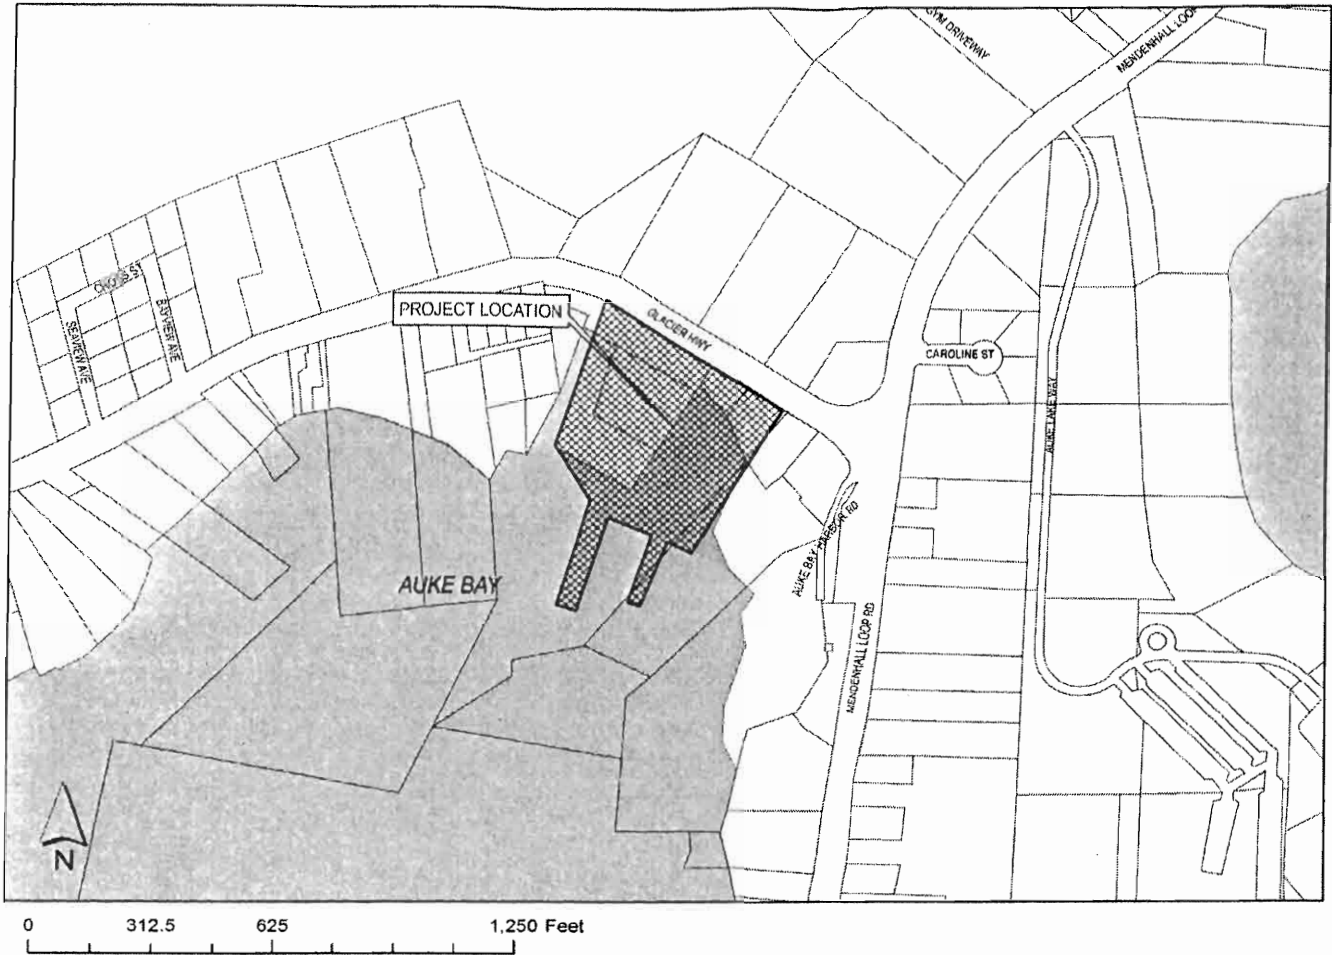 GYM DRIVEWAY
MENDENHALL LOOP
CROSS ST
SEAVIEW AVE
BAYVIEW AVE
PROJECT LOCATION
GLACIER HWY
CAROLINE ST
AUKE LAKE WAY
AUKE BAY HARBOR RD
AUKE BAY
MENDENHALL LOOP RD
N
0 312.5 625 1,250 Feet